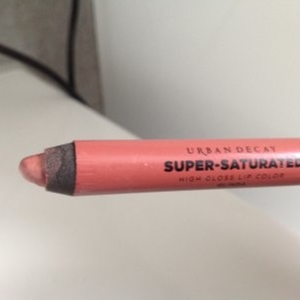 URBAN DECAY
SUPER-SATURATED
HIGH GLOSS LIP COLOR